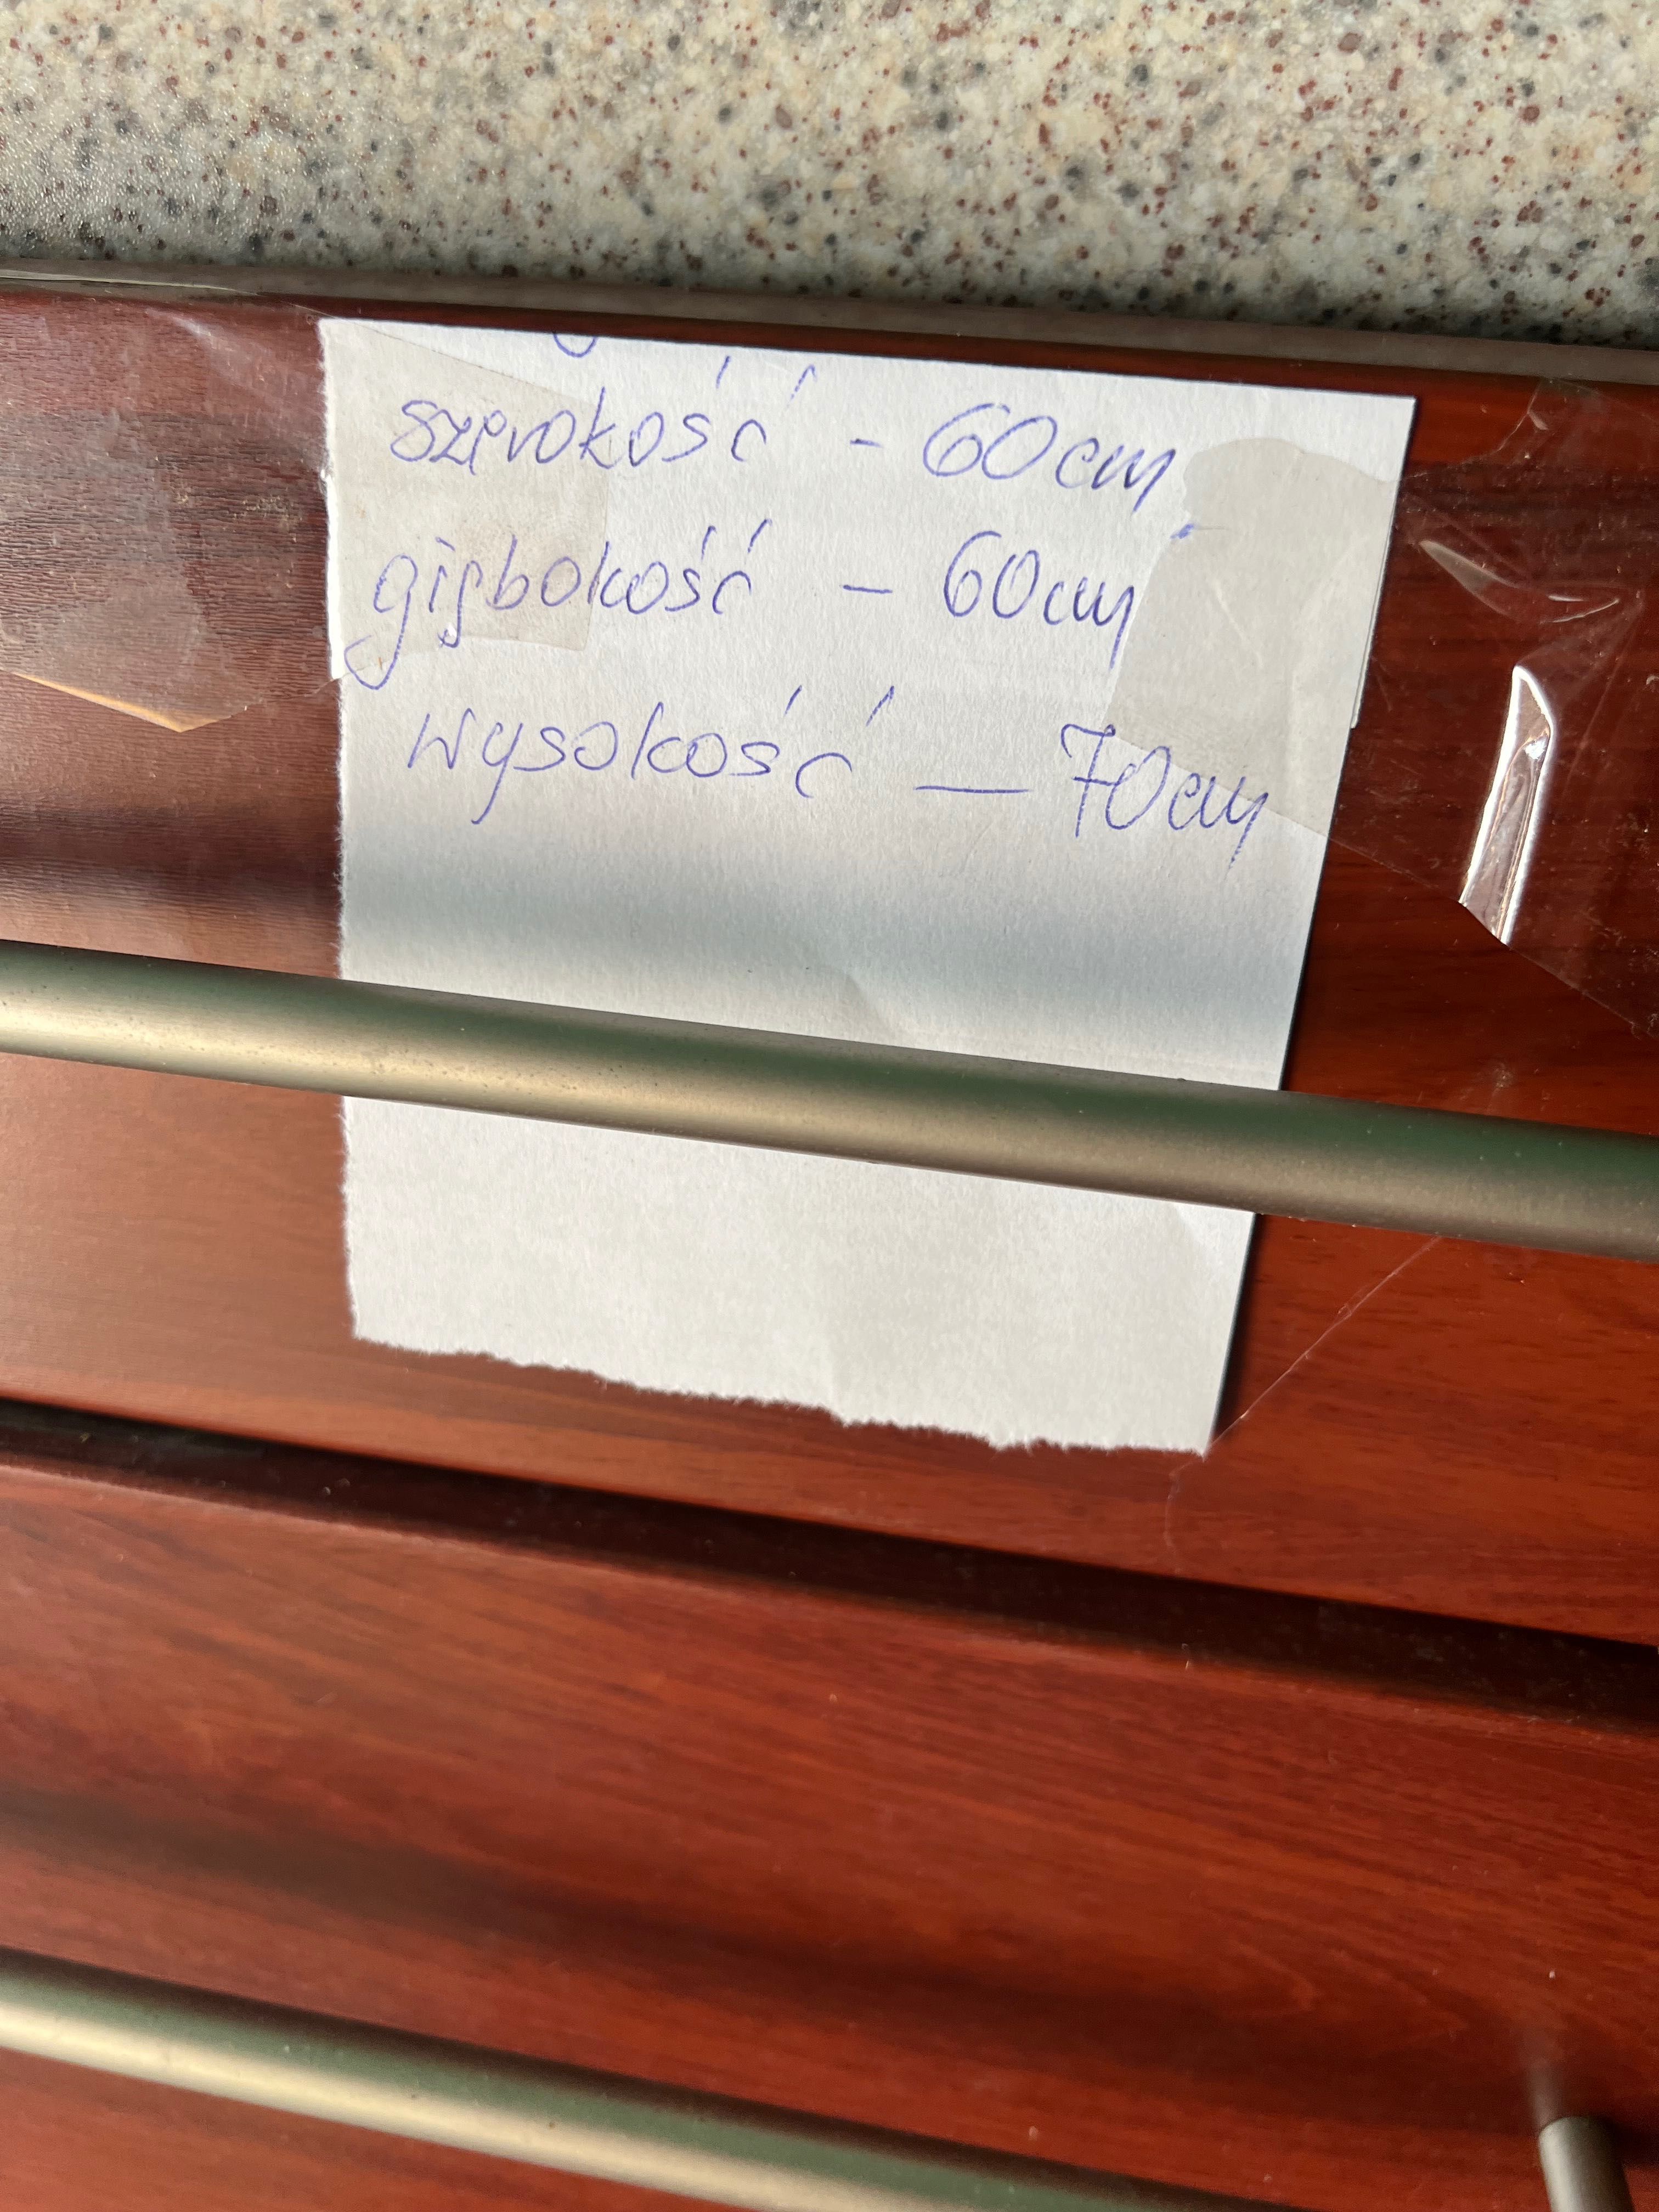 szerokość - 60cm
głębokość - 60cm
wysokość - 70cm